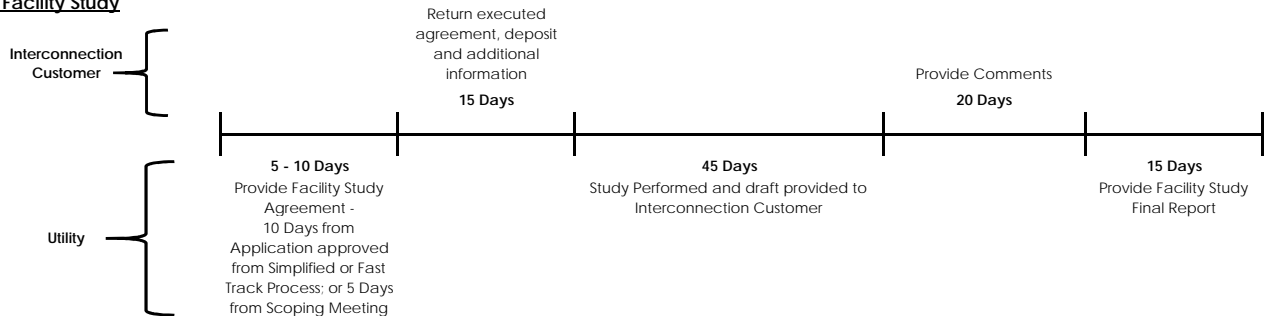 Facility Study
Interconnection
Customer
Return executed
agreement, deposit
and additional
information
15 Days
Provide Comments
20 Days
Utility
5 - 10 Days
Provide Facility Study
Agreement -
10 Days from
Application approved
from Simplified or Fast
Track Process; or 5 Days
from Scoping Meeting
45 Days
Study Performed and draft provided to
Interconnection Customer
15 Days
Provide Facility Study
Final Report